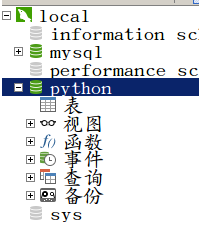 local
information sc
mysql
performance sc
python
表
视图
f() 函数
事件
查询
备份
sys